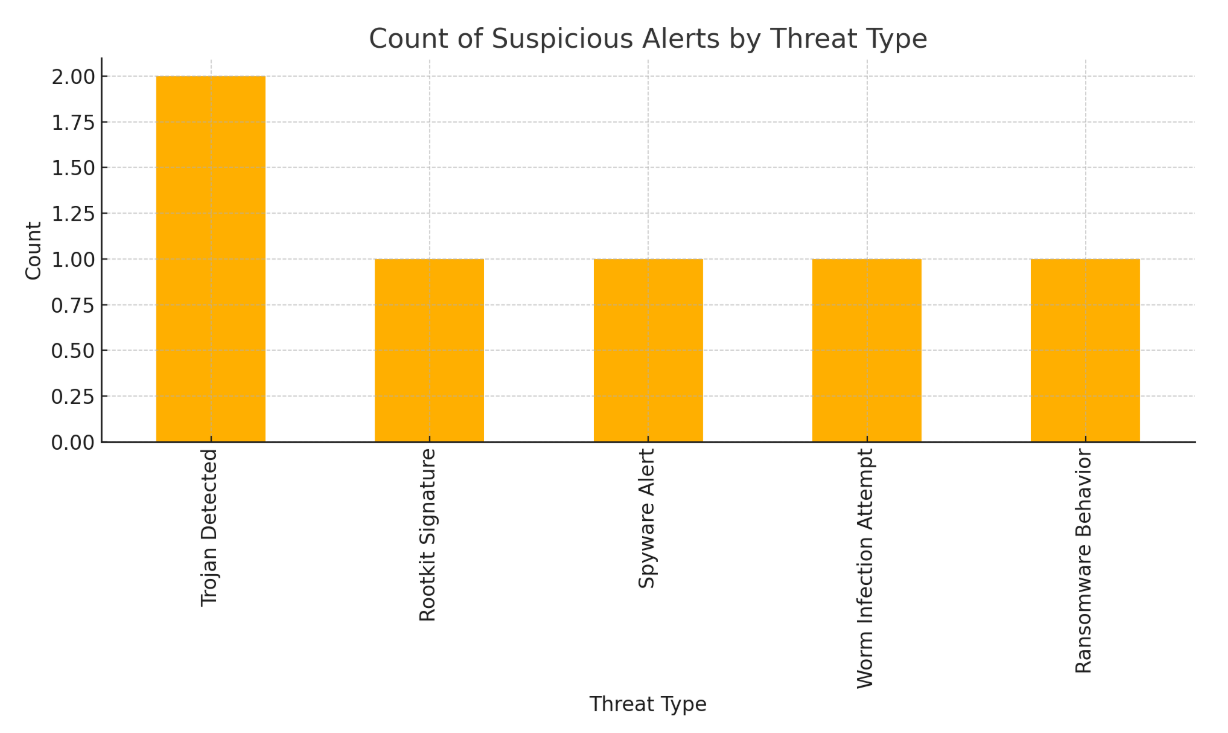 Count of Suspicious Alerts by Threat Type
Count
2.00
1.75
1.50
1.25
1.00
0.75
0.50
0.25
0.00
Trojan Detected
Rootkit Signature
Spyware Alert
Worm Infection Attempt
Ransomware Behavior
Threat Type